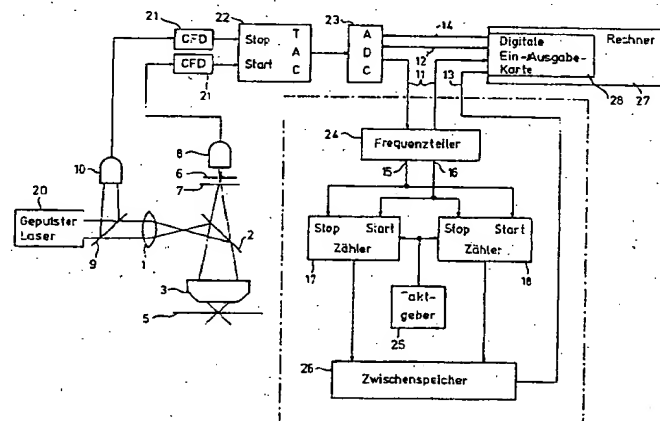 21
CFD
CFD
21
22
Stop
Start
T
A
C
23
A
D
C
14
12
11
13
Rechner
Digitale
Ein-Ausgabe-
Karte
28
27
24
Frequenzteiler
15
16
10
8
6
7
20
Gepulster
Laser
9
1
2
3
5
Stop Start
Zähler
17
Stop Start
Zähler
18
Taktgeber
25
26
Zwischenspeicher